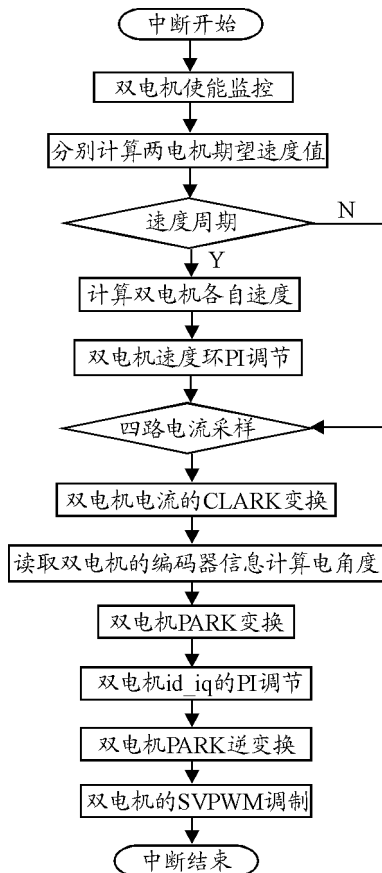 中断开始
双电机使能监控
分别计算两电机期望速度值
速度周期
N
Y
计算双电机各自速度
双电机速度环PI调节
四路电流采样
双电机电流的CLARK变换
读取双电机的编码器信息计算电角度
双电机PARK变换
双电机id_iq的PI调节
双电机PARK逆变换
双电机的SVPWM调制
中断结束